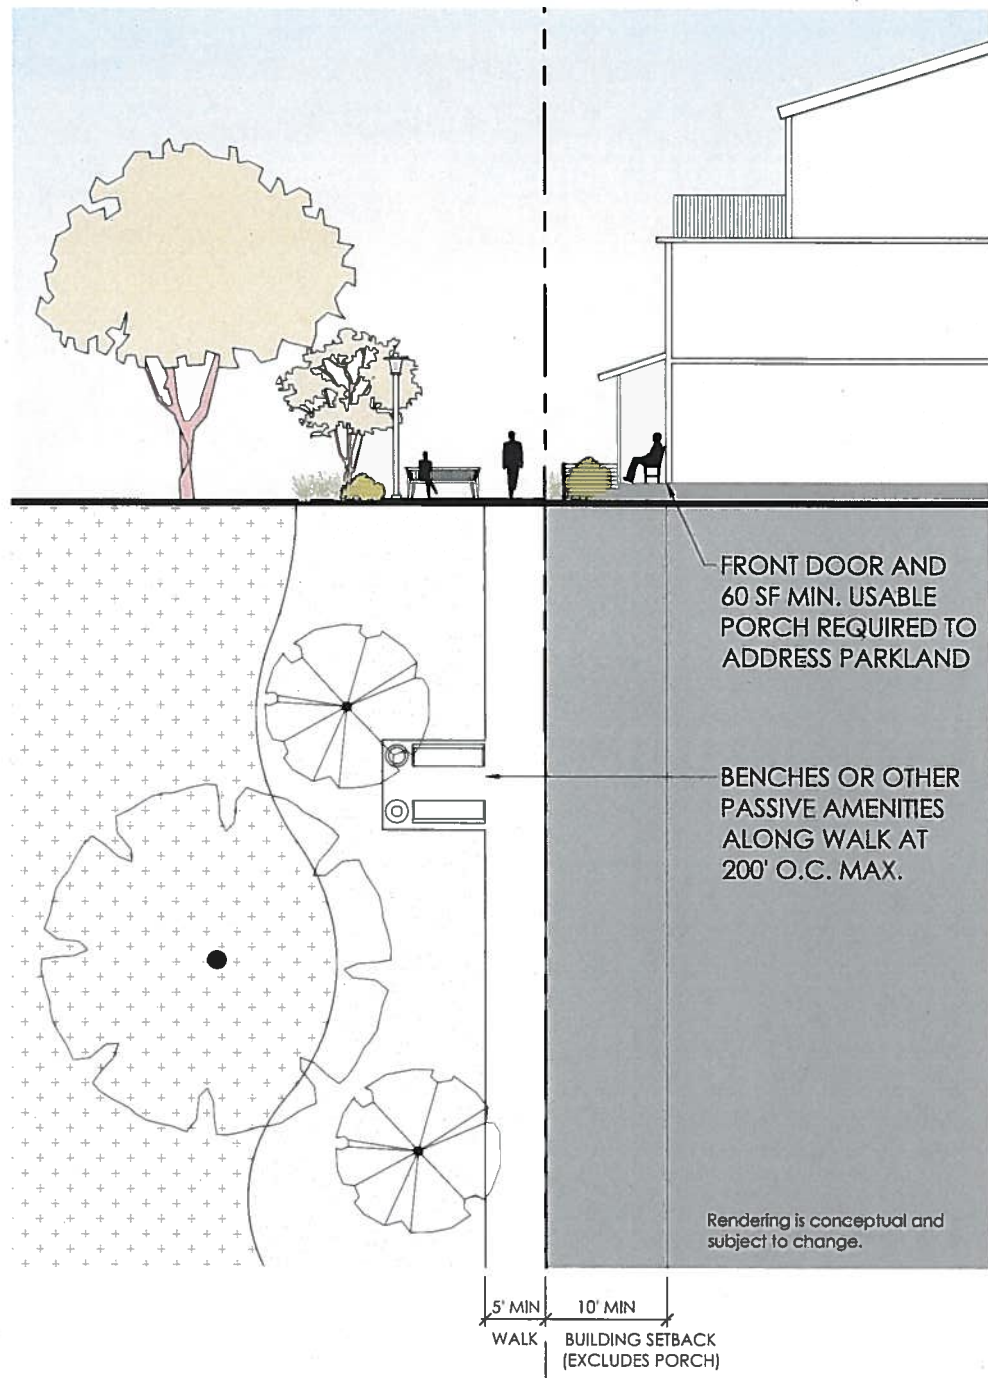 FRONT DOOR AND
60 SF MIN. USABLE
PORCH REQUIRED TO
ADDRESS PARKLAND
BENCHES OR OTHER
PASSIVE AMENITIES
ALONG WALK AT
200' O.C. MAX.
Rendering is conceptual and
subject to change.
5' MIN
10' MIN
WALK
BUILDING SETBACK
(EXCLUDES PORCH)